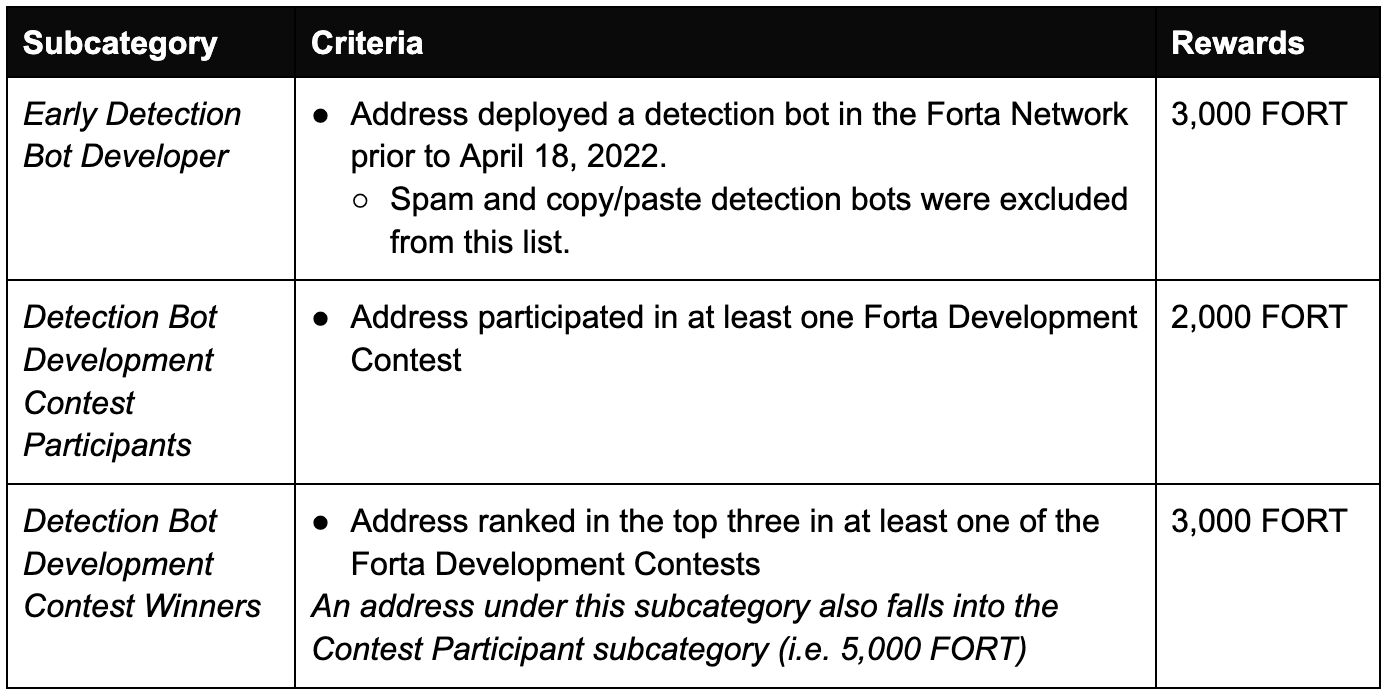 Subcategory
Criteria
Rewards
Early Detection
Bot Developer
● Address deployed a detection bot in the Forta Network
prior to April 18, 2022.
○ Spam and copy/paste detection bots were excluded
from this list.
3,000 FORT
Detection Bot
Development
Contest
Participants
● Address participated in at least one Forta Development
Contest
2,000 FORT
Detection Bot
Development
Contest Winners
● Address ranked in the top three in at least one of the
Forta Development Contests
An address under this subcategory also falls into the
Contest Participant subcategory (i.e. 5,000 FORT)
3,000 FORT